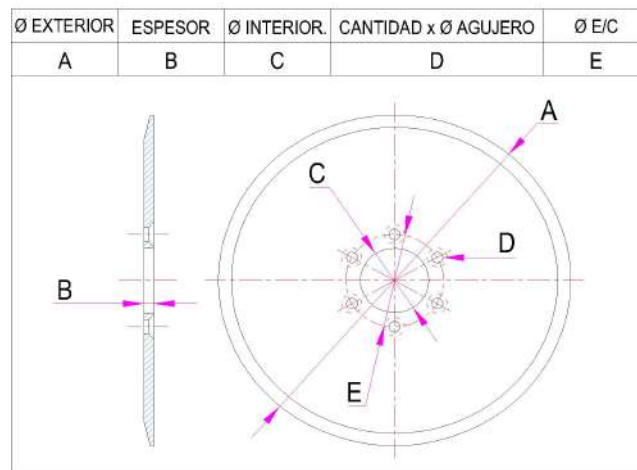 Ø EXTERIOR ESPESOR Ø INTERIOR. CANTIDAD x Ø AGUJERO Ø E/C
A B C D E
A
C
D
B
E